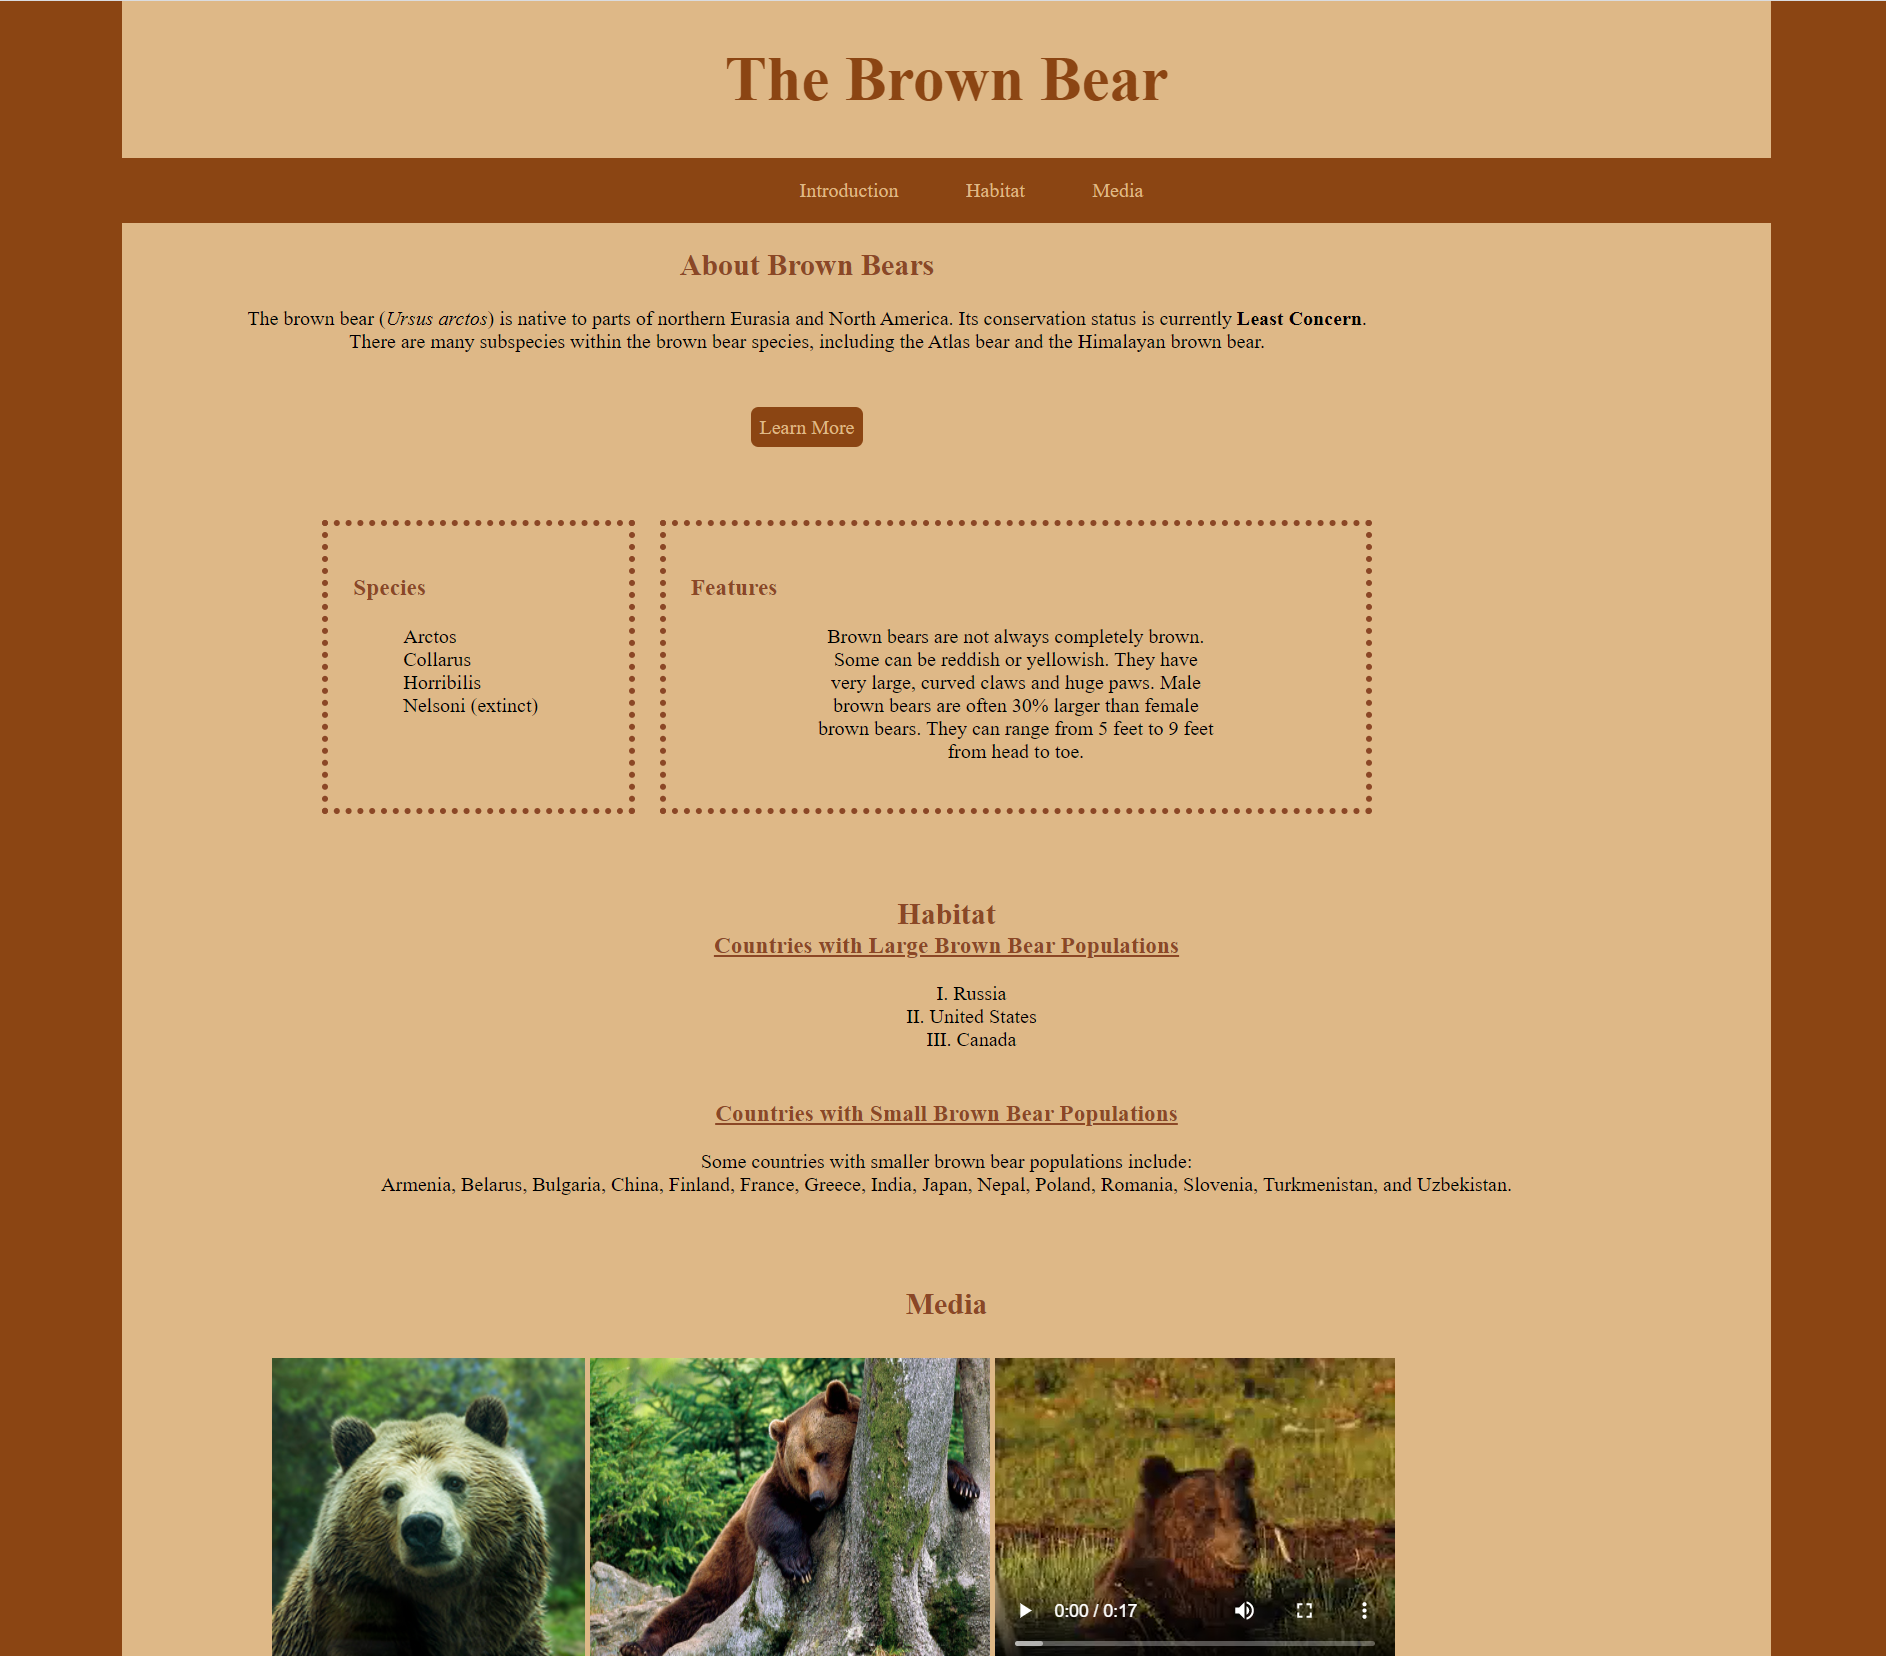 The Brown Bear
Introduction Habitat Media
About Brown Bears
The brown bear (Ursus arctos) is native to parts of northern Eurasia and North America. Its conservation status is currently Least Concern.
There are many subspecies within the brown bear species, including the Atlas bear and the Himalayan brown bear.
Learn More
Species
Arctos
Collarus
Horribilis
Nelsoni (extinct)
Features
Brown bears are not always completely brown.
Some can be reddish or yellowish. They have
very large, curved claws and huge paws. Male
brown bears are often 30% larger than female
brown bears. They can range from 5 feet to 9 feet
from head to toe.
Habitat
Countries with Large Brown Bear Populations
I. Russia
II. United States
III. Canada
Countries with Small Brown Bear Populations
Some countries with smaller brown bear populations include:
Armenia, Belarus, Bulgaria, China, Finland, France, Greece, India, Japan, Nepal, Poland, Romania, Slovenia, Turkmenistan, and Uzbekistan.
Media
0:00 / 0:17